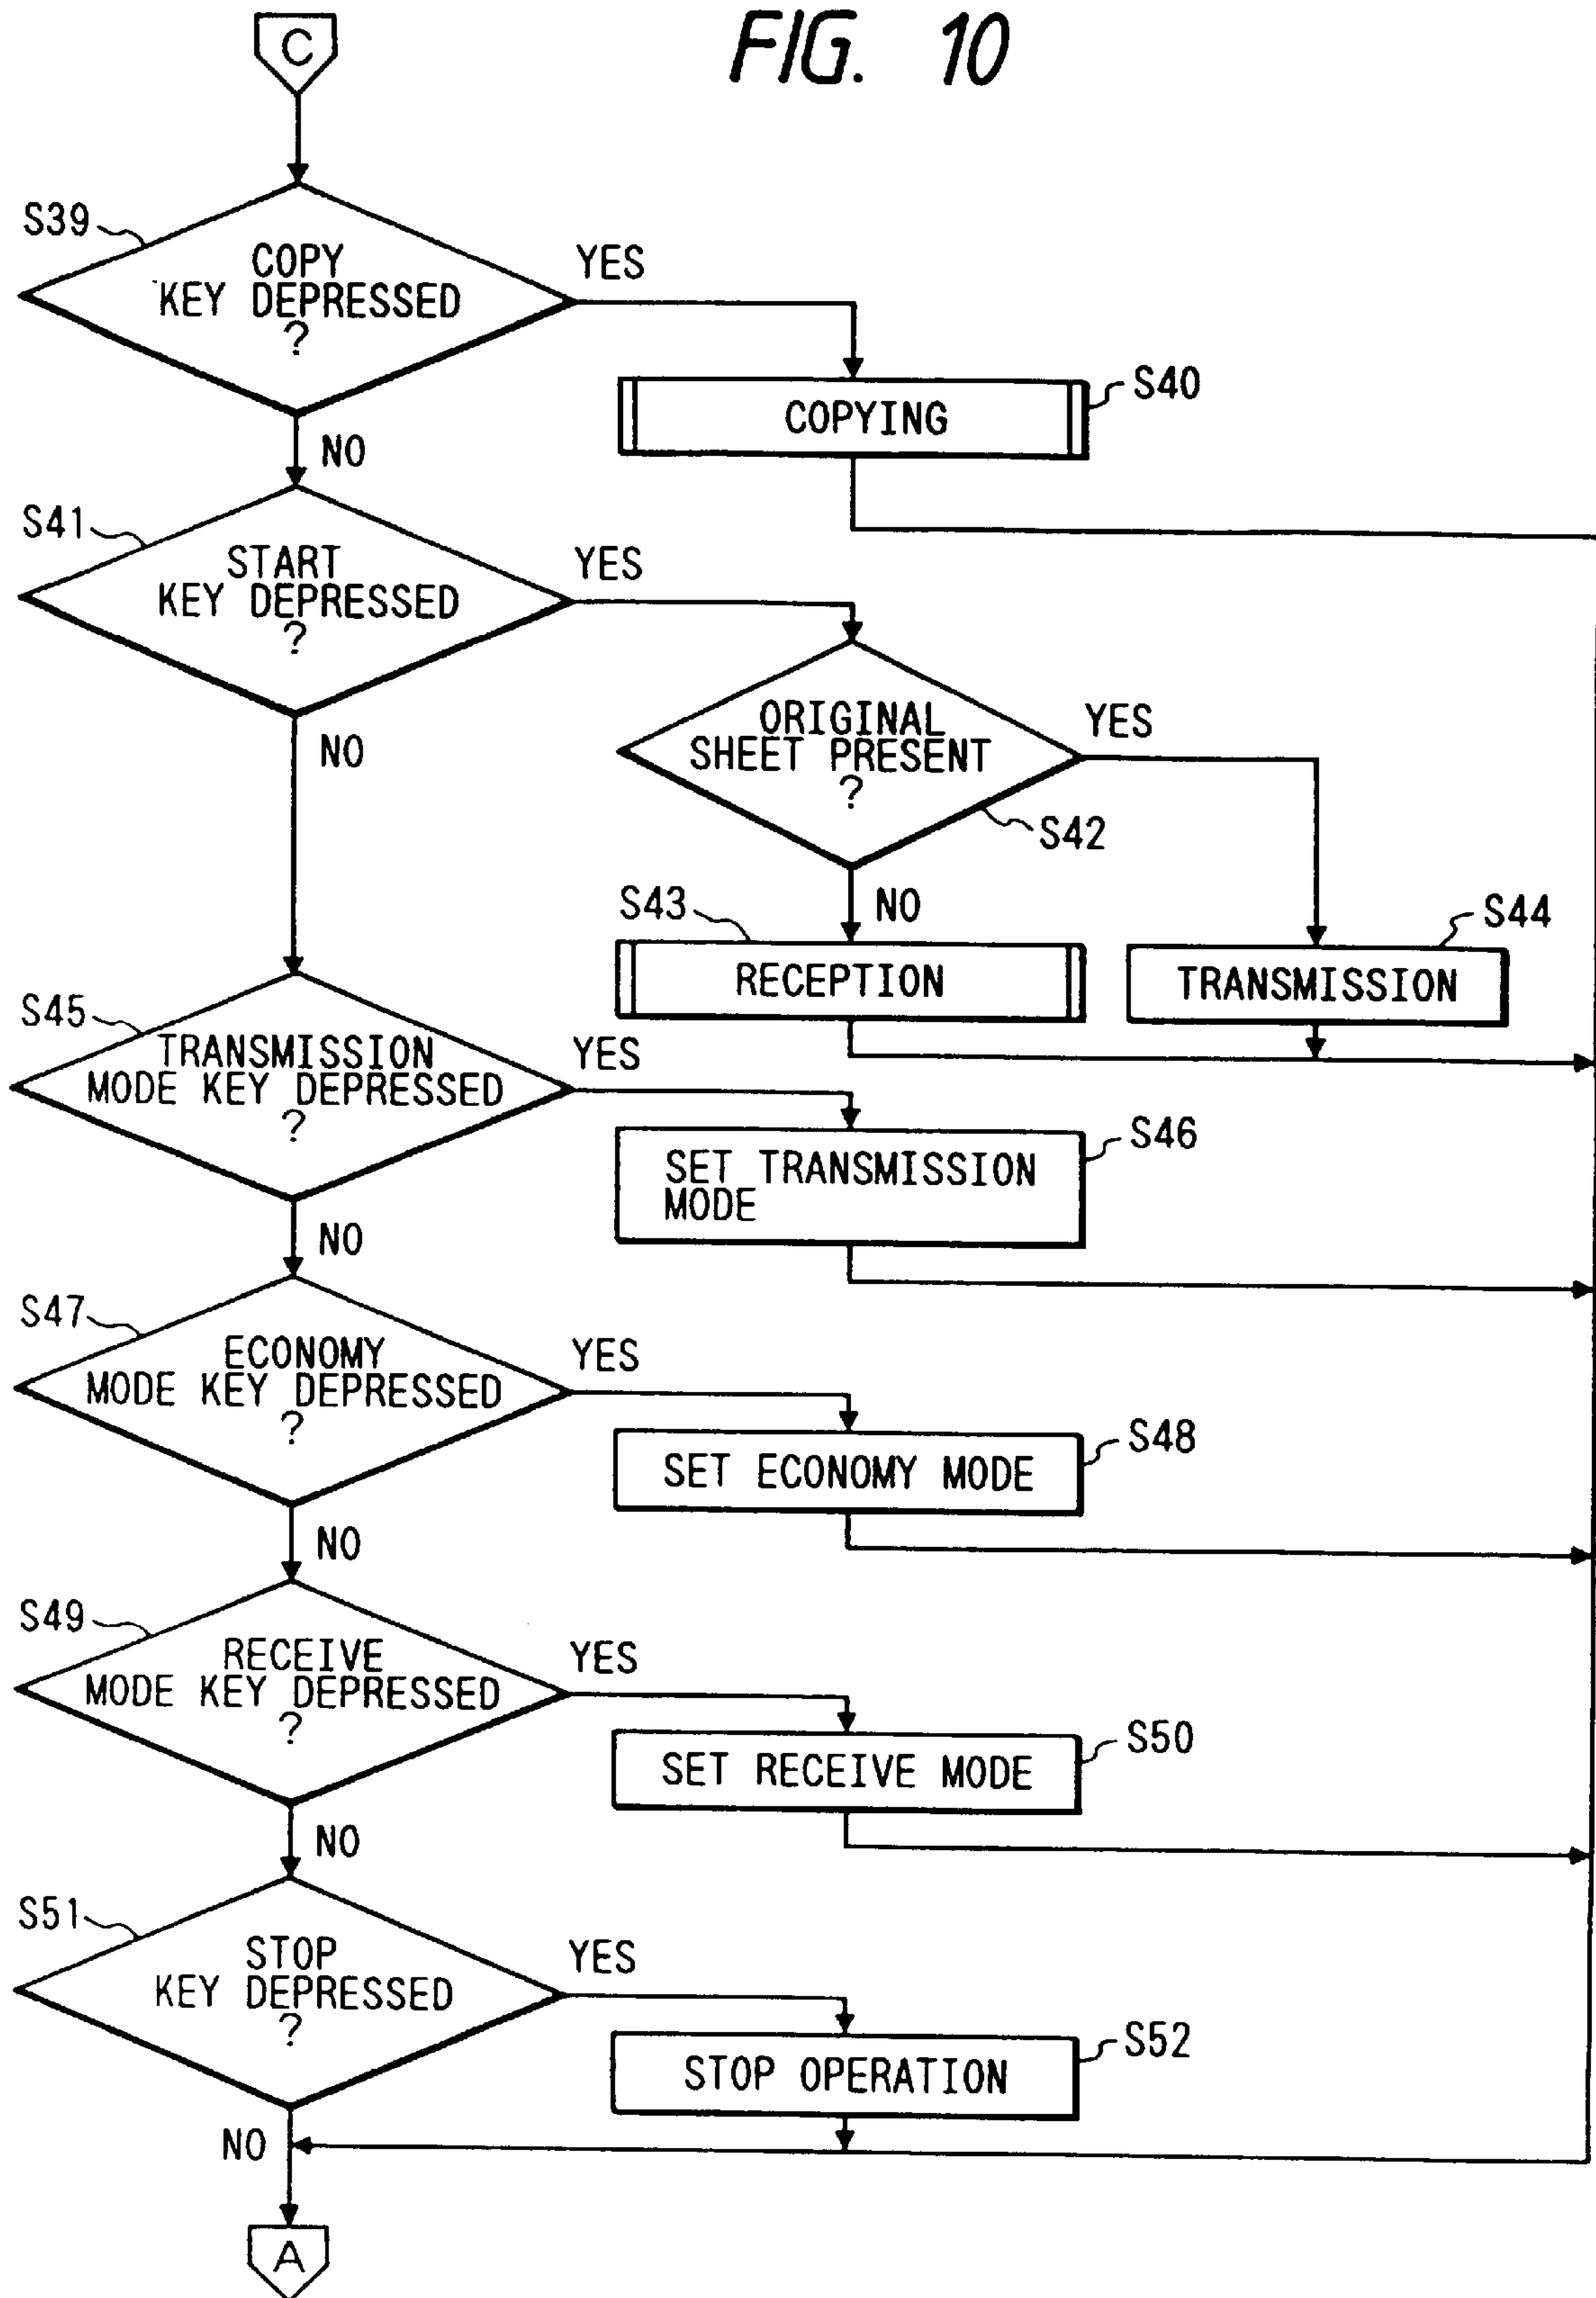 FIG. 10
C
S39
COPY
KEY DEPRESSED
?
YES
NO
COPYING
S40
S41
START
KEY DEPRESSED
?
YES
NO
ORIGINAL
SHEET PRESENT
?
YES
S42
NO
S43
RECEPTION
S44
TRANSMISSION
S45
TRANSMISSION
MODE KEY DEPRESSED
?
YES
NO
SET TRANSMISSION
MODE
S46
S47
ECONOMY
MODE KEY DEPRESSED
?
YES
NO
SET ECONOMY MODE
S48
S49
RECEIVE
MODE KEY DEPRESSED
?
YES
NO
SET RECEIVE MODE
S50
S51
STOP
KEY DEPRESSED
?
YES
NO
STOP OPERATION
S52
A